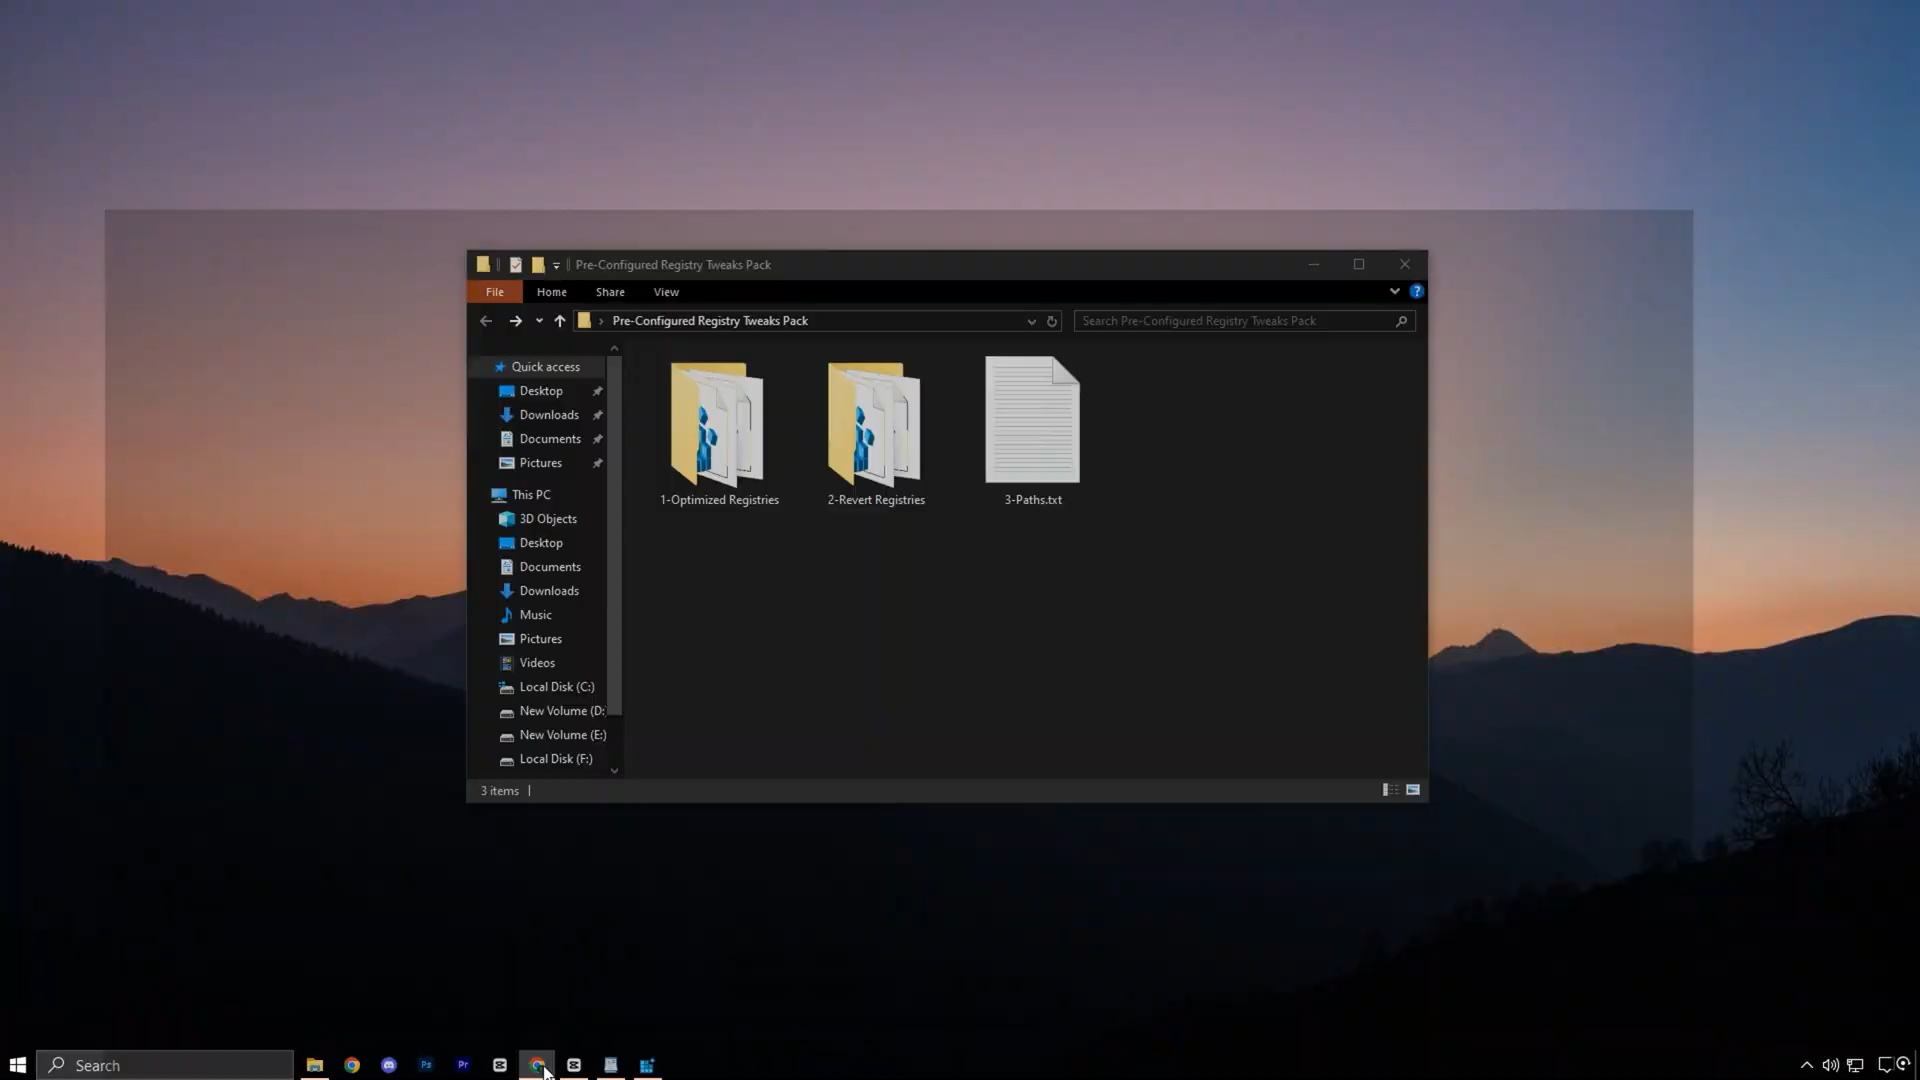 Pre-Configured Registry Tweaks Pack
File Home Share View
Pre-Configured Registry Tweaks Pack
Search Pre-Configured Registry Tweaks Pack
Quick access
Desktop
Downloads
Documents
Pictures
This PC
3D Objects
Desktop
Documents
Downloads
Music
Pictures
Videos
Local Disk (C:)
New Volume (D:
New Volume (E:)
Local Disk (F:)
1-Optimized Registries
2-Revert Registries
3-Paths.txt
3 items
Search
Ps
Pr